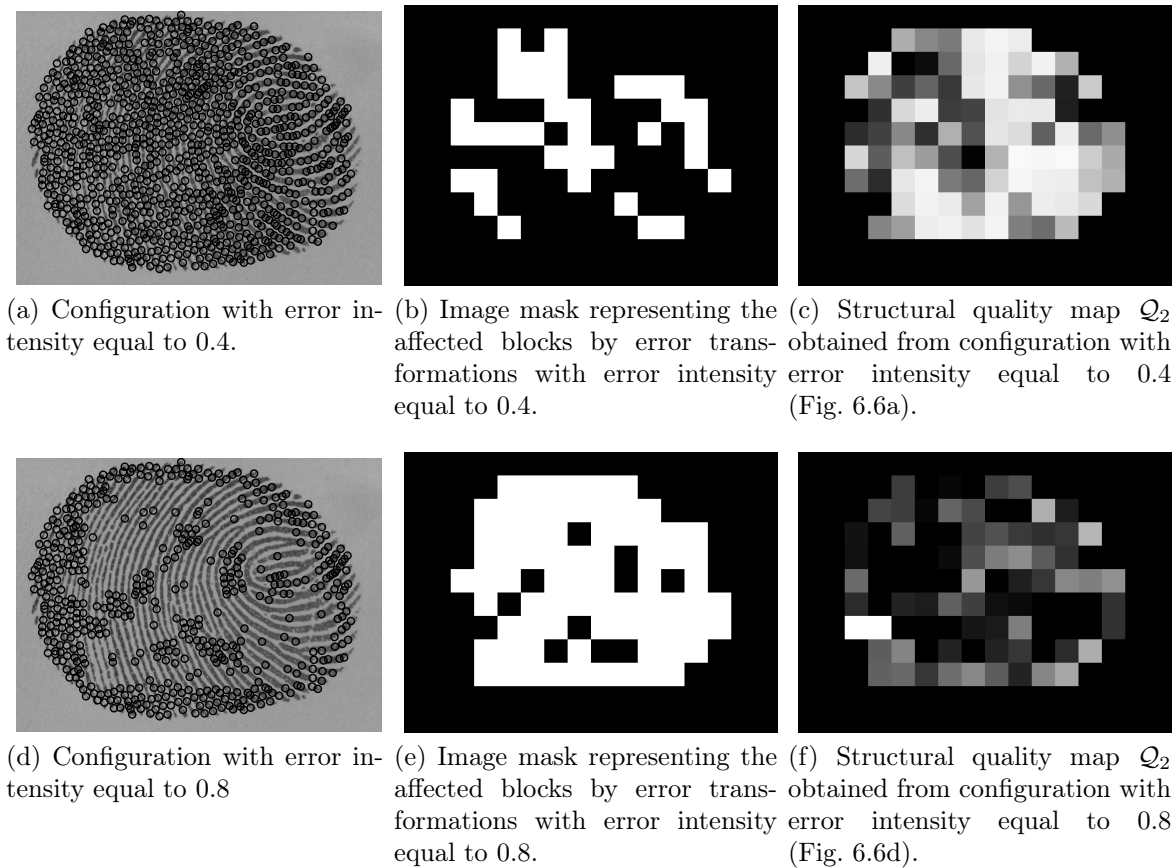 (a) Configuration with error in-
tensity equal to 0.4.
(b) Image mask representing the
affected blocks by error trans-
formations with error intensity
equal to 0.4.
(c) Structural quality map 𝒬₂
obtained from configuration with
error intensity equal to 0.4
(Fig. 6.6a).
(d) Configuration with error in-
tensity equal to 0.8
(e) Image mask representing the
affected blocks by error trans-
formations with error intensity
equal to 0.8.
(f) Structural quality map 𝒬₂
obtained from configuration with
error intensity equal to 0.8
(Fig. 6.6d).